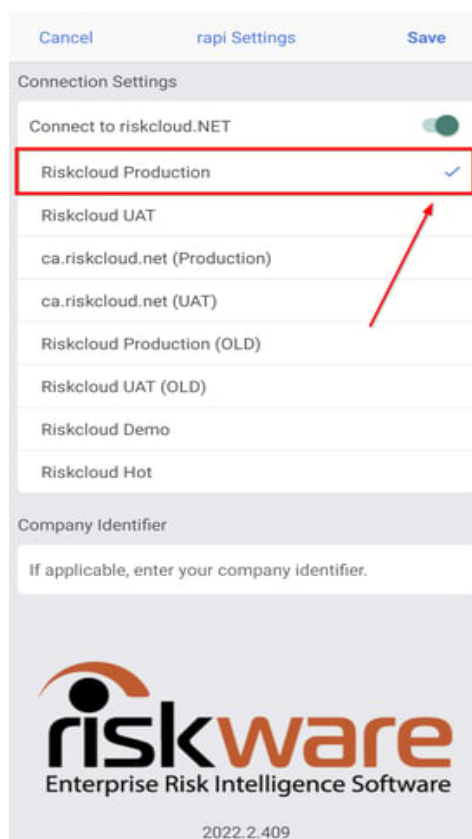 Cancel rapi Settings Save
Connection Settings
Connect to riskcloud.NET
Riskcloud Production
Riskcloud UAT
ca.riskcloud.net (Production)
ca.riskcloud.net (UAT)
Riskcloud Production (OLD)
Riskcloud UAT (OLD)
Riskcloud Demo
Riskcloud Hot
Company Identifier
If applicable, enter your company identifier.
riskware
Enterprise Risk Intelligence Software
2022.2.409